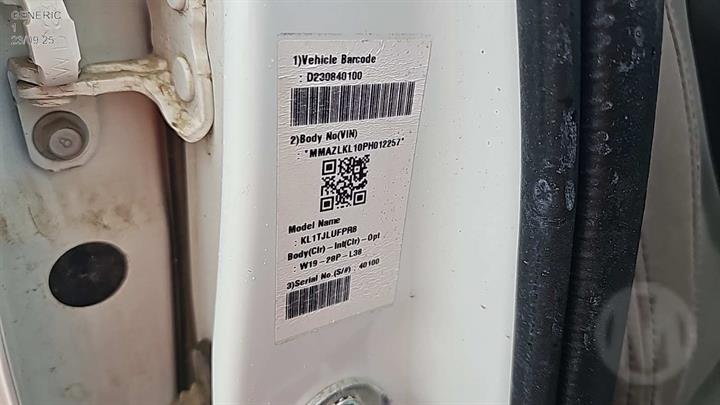 GENERIC
23/09/25
1)Vehicle Barcode
: D230840100
2)Body No(VIN)
: *MMAZLKL10PH012257*
Model Name
: KL1TJLUFPR8
Body(Clr)-Int(Clr)-Opt
: W19-28P-L38
3)Serial No.(S/#) : 40100
M